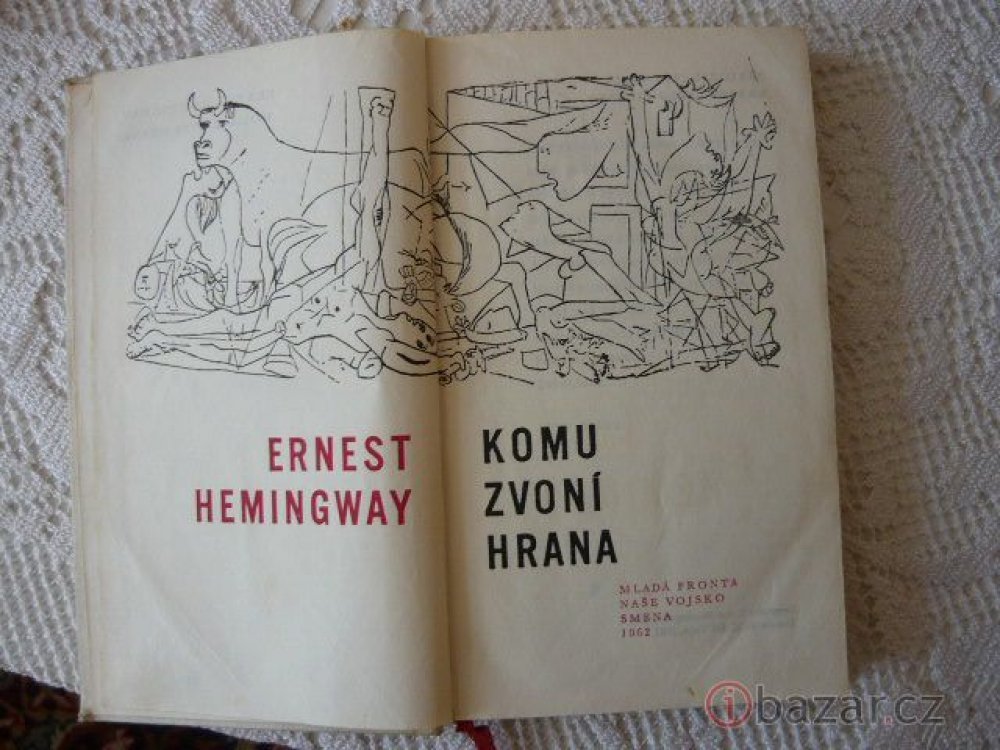 ERNEST
HEMINGWAY
KOMU
ZVONÍ
HRANA
MLADÁ FRONTA
NAŠE VOJSKO
SMENA
1962
ibazar.cz